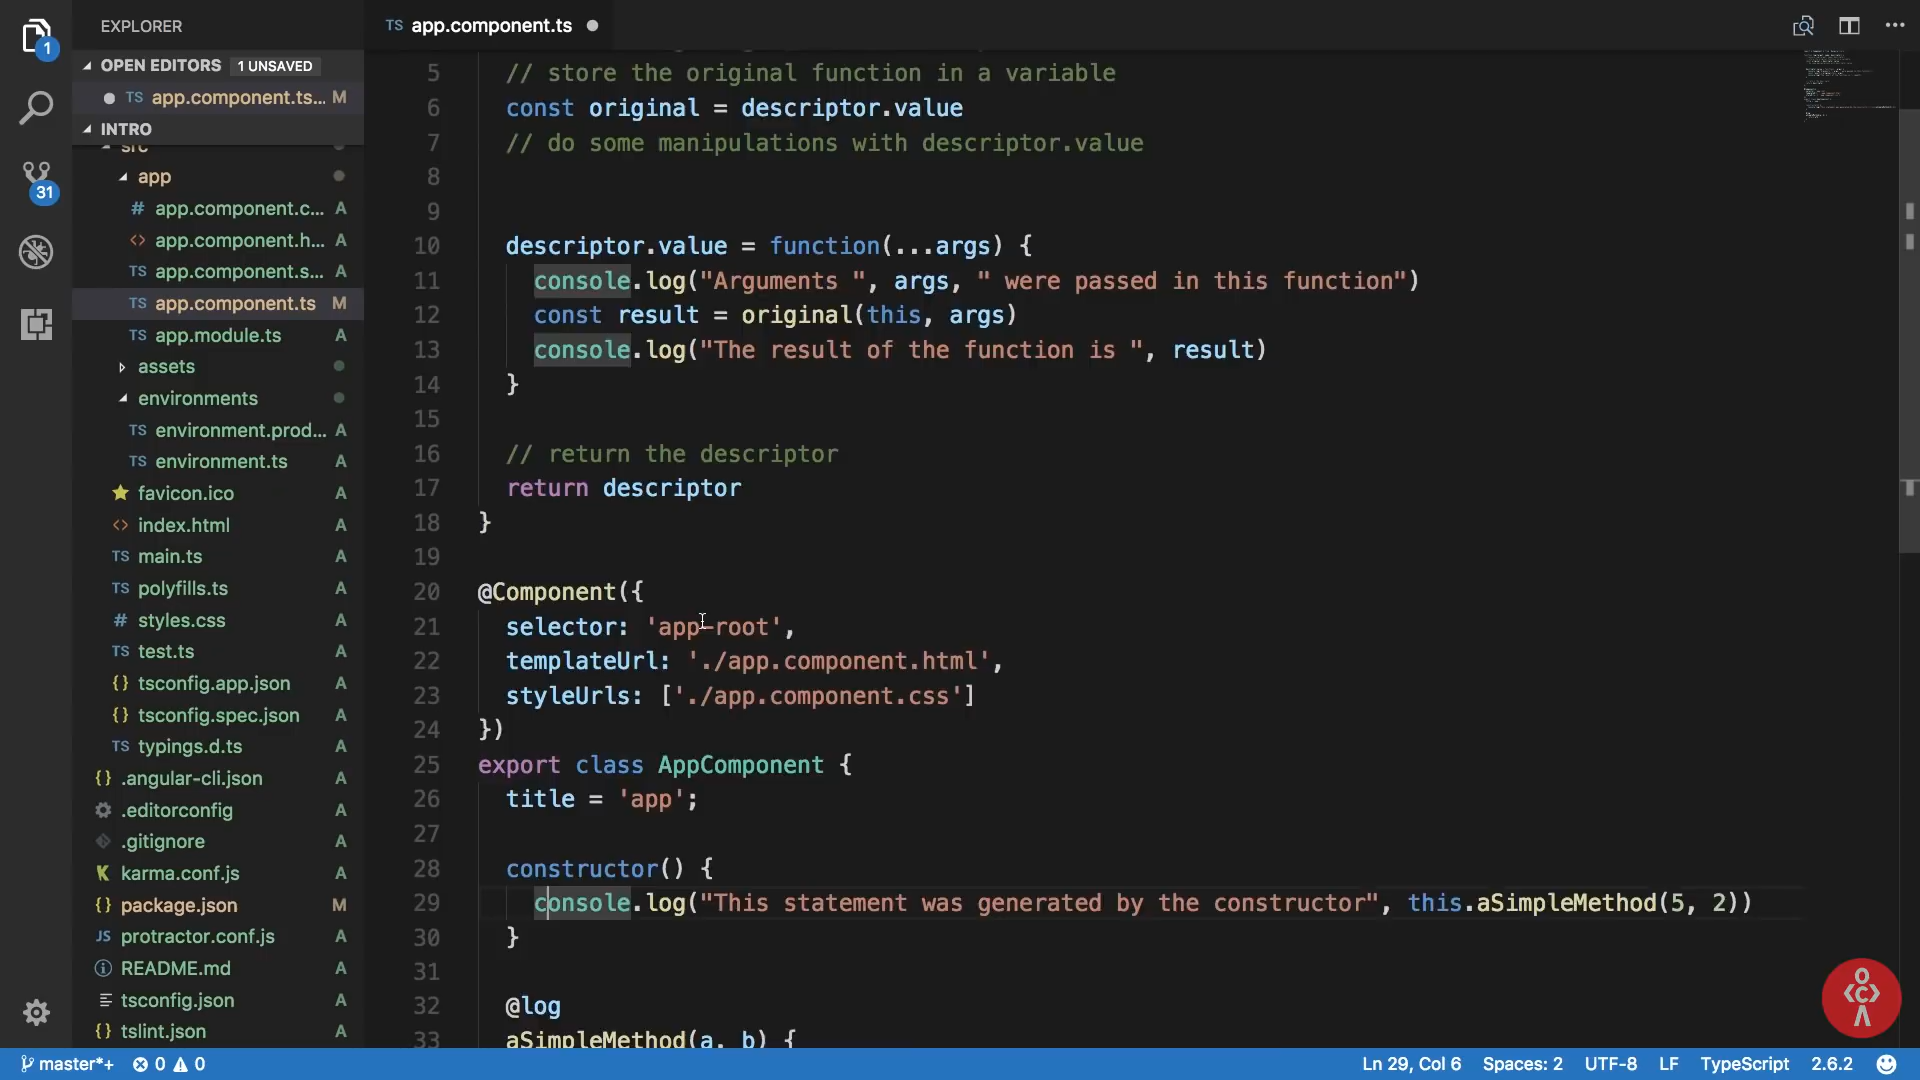 EXPLORER
TS app.component.ts
1
OPEN EDITORS 1 UNSAVED
TS app.component.ts... M
INTRO
src
app
# app.component.c... A
<> app.component.h... A
TS app.component.s... A
TS app.component.ts M
TS app.module.ts A
assets
environments
TS environment.prod... A
TS environment.ts A
favicon.ico A
<> index.html A
TS main.ts A
TS polyfills.ts A
# styles.css A
TS test.ts A
{} tsconfig.app.json A
{} tsconfig.spec.json A
TS typings.d.ts A
{} .angular-cli.json A
.editorconfig A
.gitignore A
karma.conf.js A
{} package.json M
JS protractor.conf.js A
README.md A
tsconfig.json A
{} tslint.json A
31
5 // store the original function in a variable
6 const original = descriptor.value
7 // do some manipulations with descriptor.value
8
9
10 descriptor.value = function(...args) {
11 console.log("Arguments ", args, " were passed in this function")
12 const result = original(this, args)
13 console.log("The result of the function is ", result)
14 }
15
16 // return the descriptor
17 return descriptor
18 }
19
20 @Component({
21 selector: 'app-root',
22 templateUrl: './app.component.html',
23 styleUrls: ['./app.component.css']
24 })
25 export class AppComponent {
26 title = 'app';
27
28 constructor() {
29 console.log("This statement was generated by the constructor", this.aSimpleMethod(5, 2))
30 }
31
32 @log
33 aSimpleMethod(a, b) {
master*+ 0 0
Ln 29, Col 6 Spaces: 2 UTF-8 LF TypeScript 2.6.2